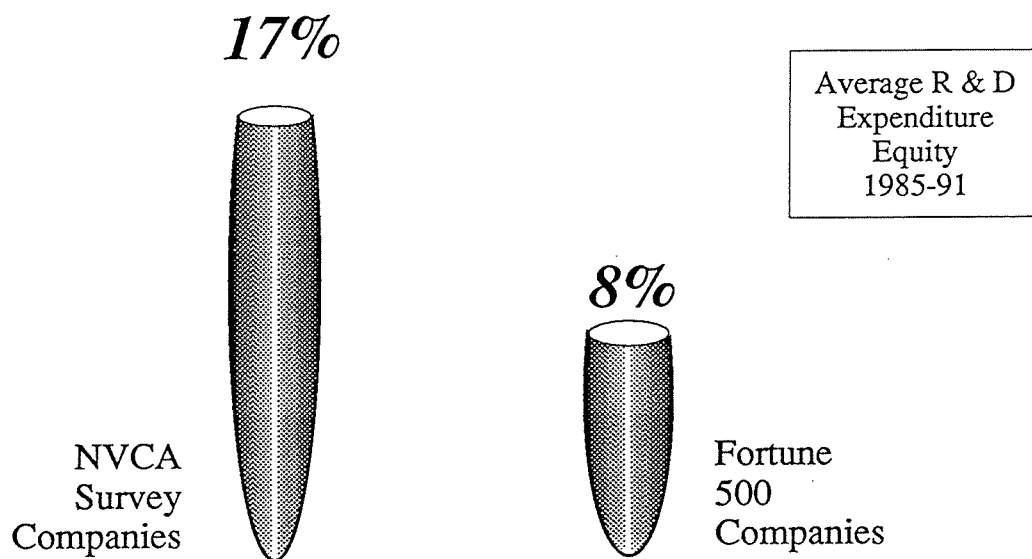 17%
Average R & D
Expenditure
Equity
1985-91
8%
NVCA
Survey
Companies
Fortune
500
Companies